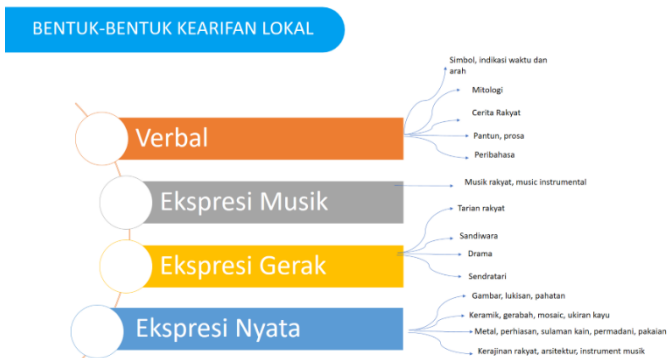 BENTUK-BENTUK KEARIFAN LOKAL
Verbal
Simbol, indikasi waktu dan
arah
Mitologi
Cerita Rakyat
Pantun, prosa
Peribahasa
Ekspresi Musik
Musik rakyat, music instrumental
Ekspresi Gerak
Tarian rakyat
Sandiwara
Drama
Sendratari
Ekspresi Nyata
Gambar, lukisan, pahatan
Keramik, gerabah, mosaic, ukiran kayu
Metal, perhiasan, sulaman kain, permadani, pakaian
Kerajinan rakyat, arsitektur, instrument musik